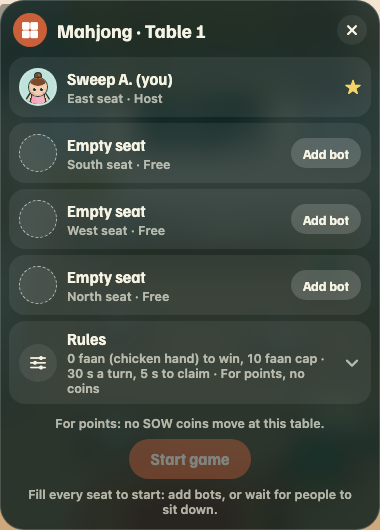 Mahjong · Table 1
Sweep A. (you)
East seat · Host
Empty seat
South seat · Free
Add bot
Empty seat
West seat · Free
Add bot
Empty seat
North seat · Free
Add bot
Rules
0 faan (chicken hand) to win, 10 faan cap ·
30 s a turn, 5 s to claim · For points, no
coins
For points: no SOW coins move at this table.
Start game
Fill every seat to start: add bots, or wait for people to
sit down.